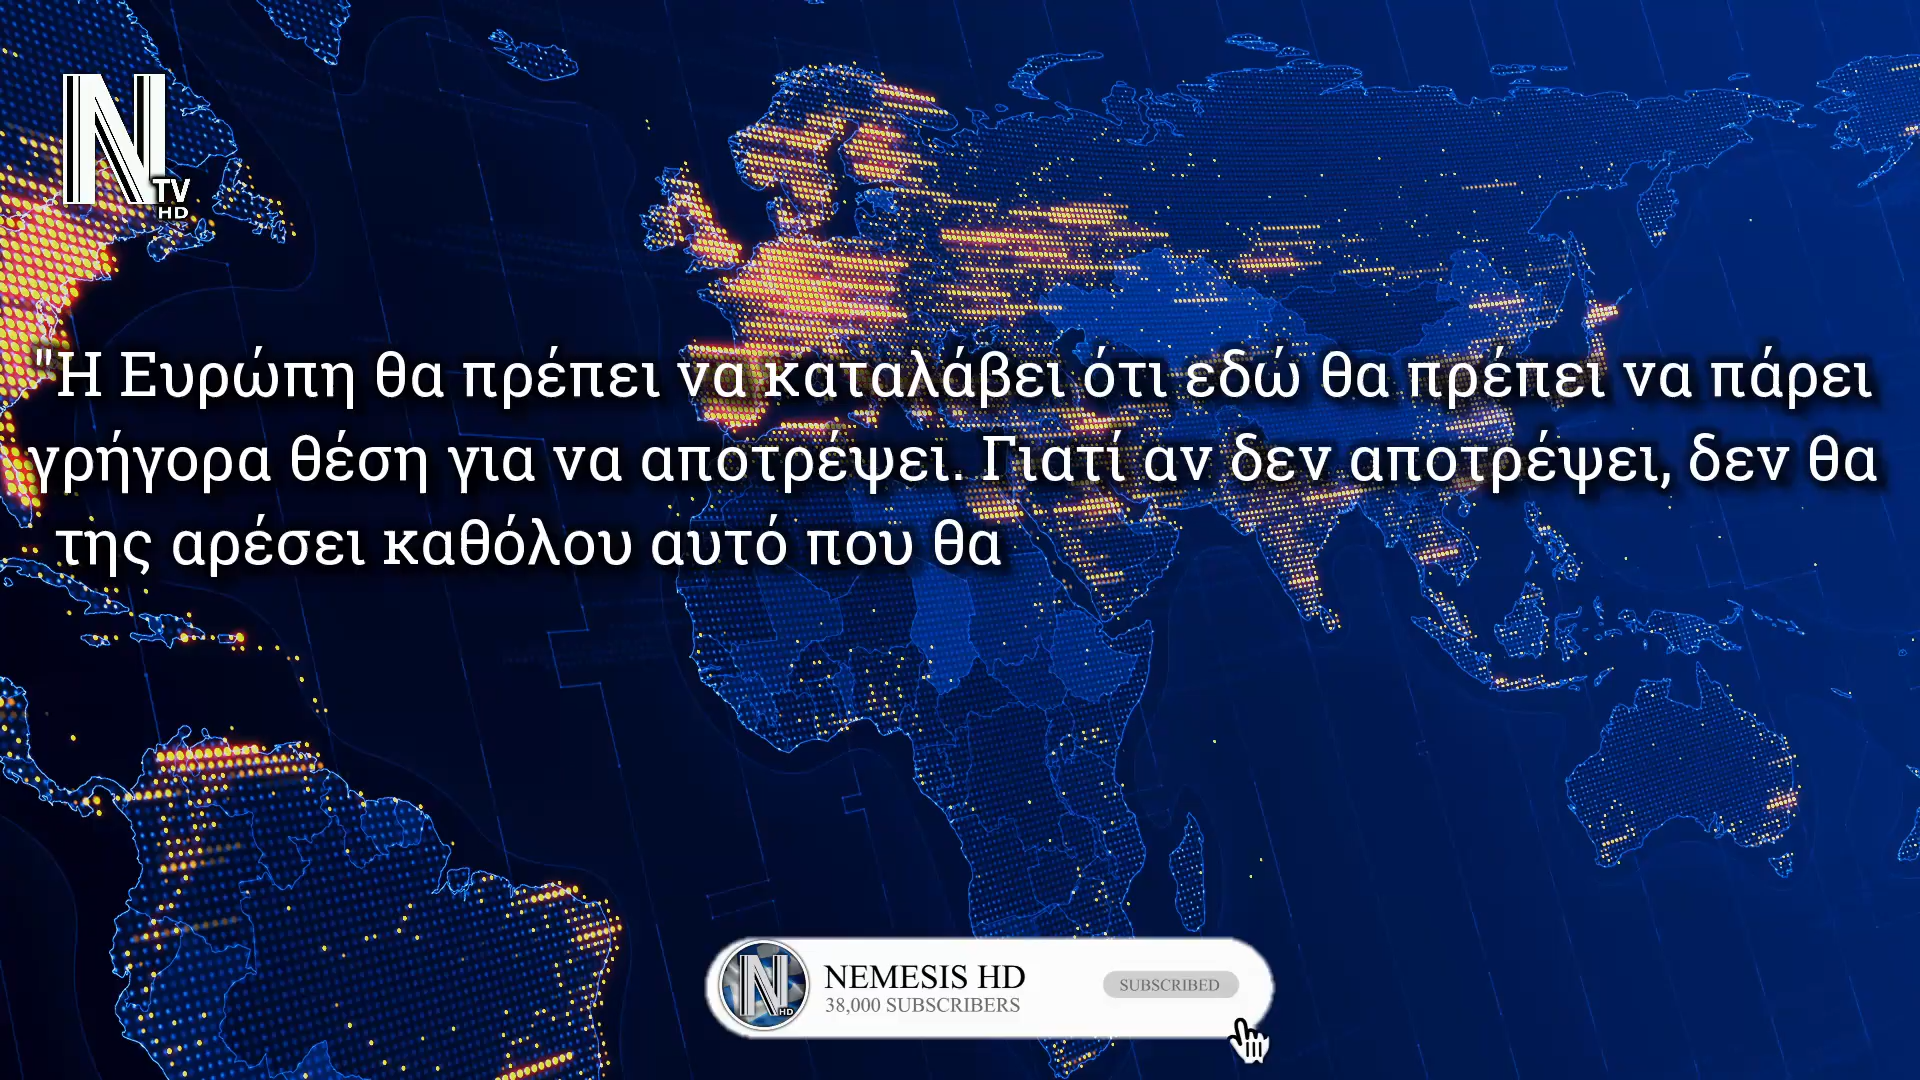 N
TV
HD
"Η Ευρώπη θα πρέπει να καταλάβει ότι εδώ θα πρέπει να πάρει
γρήγορα θέση για να αποτρέψει. Γιατί αν δεν αποτρέψει, δεν θα
της αρέσει καθόλου αυτό που θα
N
HD
NEMESIS HD
38,000 SUBSCRIBERS
SUBSCRIBED